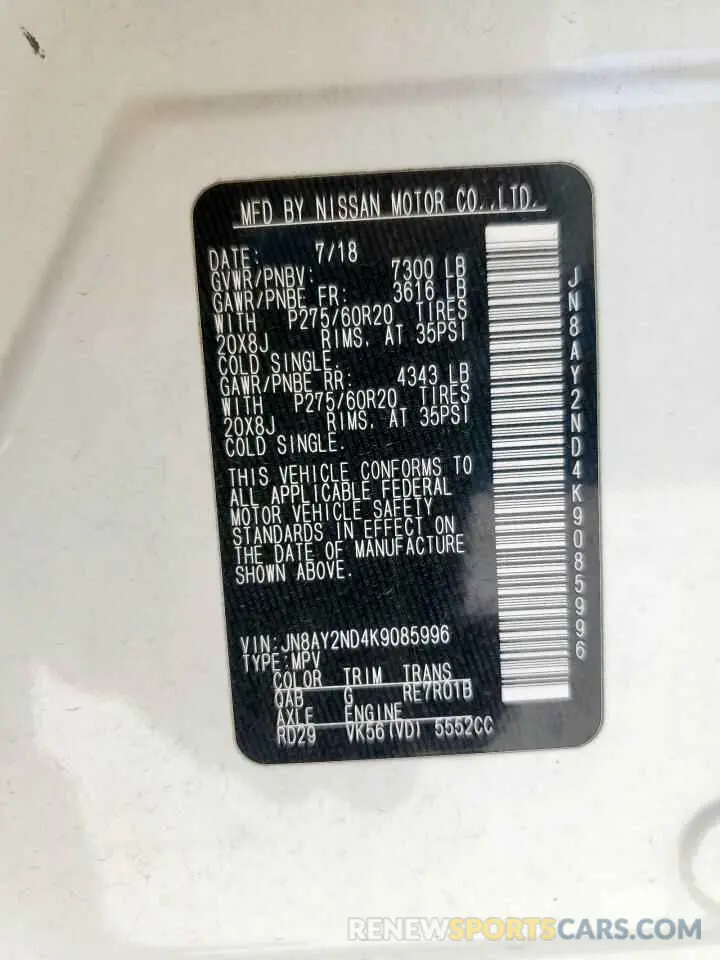 MFD BY NISSAN MOTOR CO.,LTD.
DATE: 7/18
GVWR/PNBV: 7300 LB
GAWR/PNBE FR: 3616 LB
WITH P275/60R20 TIRES
20X8J RIMS, AT 35PSI
COLD SINGLE.
GAWR/PNBE RR: 4343 LB
WITH P275/60R20 TIRES
20X8J RIMS, AT 35PSI
COLD SINGLE.
THIS VEHICLE CONFORMS TO
ALL APPLICABLE FEDERAL
MOTOR VEHICLE SAFETY
STANDARDS IN EFFECT ON
THE DATE OF MANUFACTURE
SHOWN ABOVE.
VIN: JN8AY2ND4K9085996
TYPE: MPV
COLOR TRIM TRANS
QAB G RE7R01B
AXLE ENGINE
RD29 VK56(VD) 5552CC
JN8AY2ND4K9085996
RENEWSPORTSCARS.COM